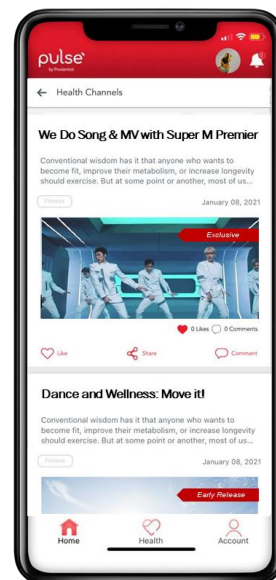 pulse
by Prudential
Health Channels
We Do Song & MV with Super M Premier
Conventional wisdom has it that anyone who wants to
become fit, improve their metabolism, or increase longevity
should exercise. But at some point or another, most of us...
Fitness
January 08, 2021
Exclusive
0 Likes 0 Comments
Like Share Comment
Dance and Wellness: Move it!
Conventional wisdom has it that anyone who wants to
become fit, improve their metabolism, or increase longevity
should exercise. But at some point or another, most of us...
Fitness
January 08, 2021
Early Release
Home Health Account